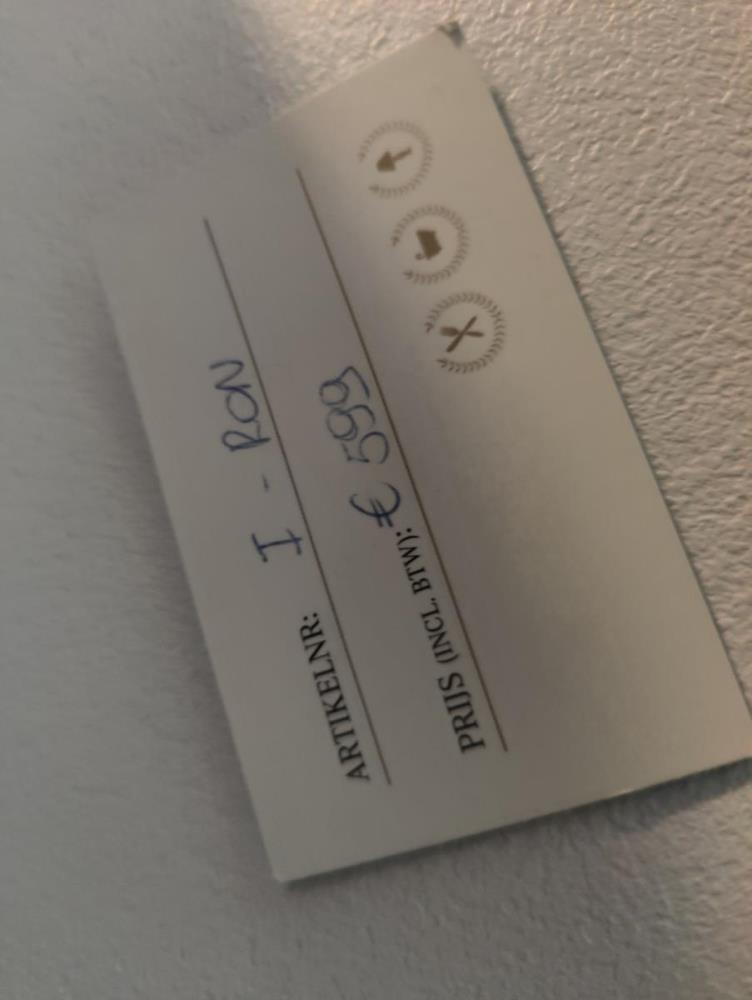 ARTIKELNR: I - RON
PRIJS (INCL. BTW): € 599